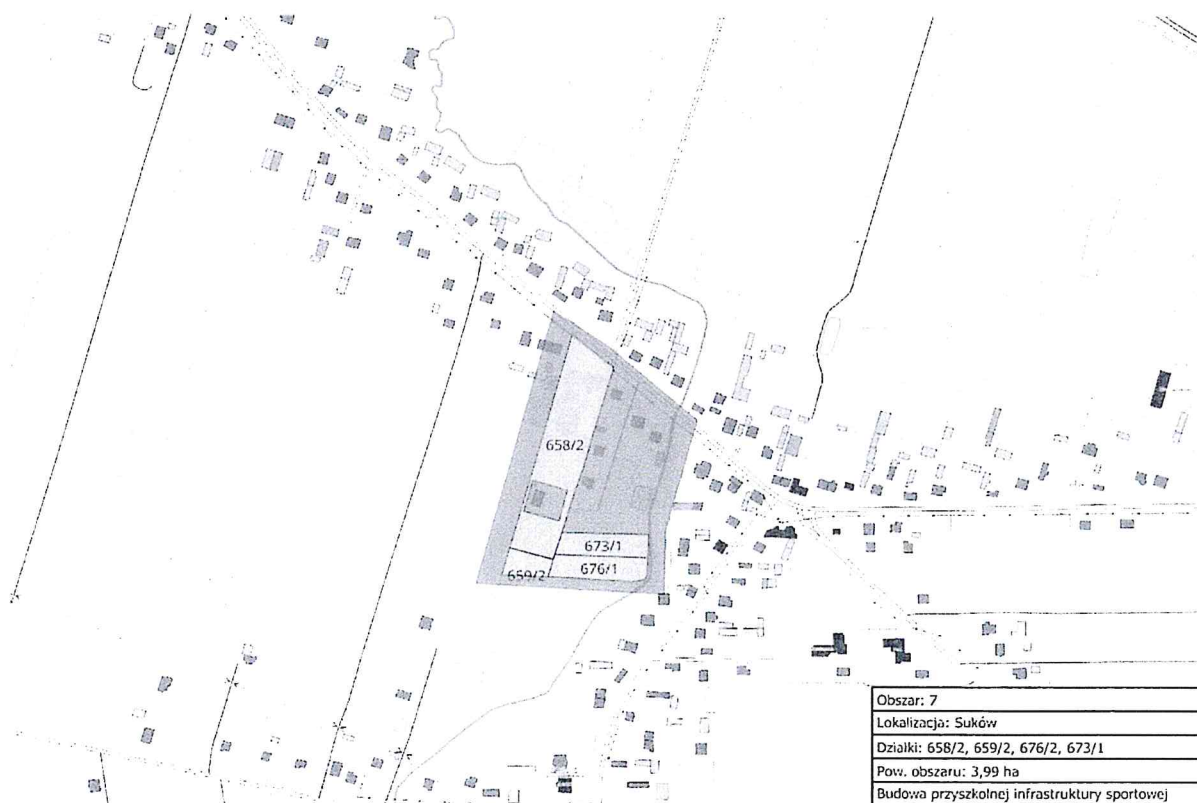 658/2
673/1
676/1
659/2
Obszar: 7
Lokalizacja: Suków
Działki: 658/2, 659/2, 676/2, 673/1
Pow. obszaru: 3,99 ha
Budowa przyszkolnej infrastruktury sportowej